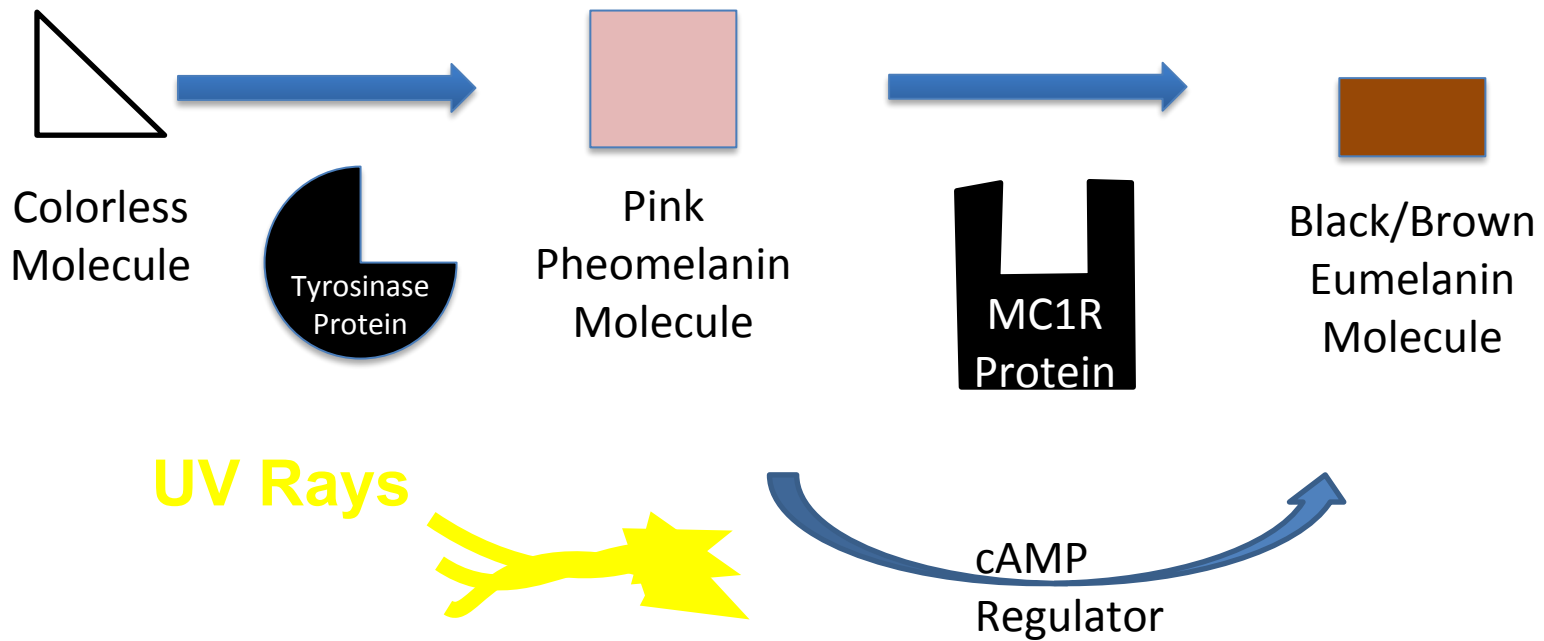 Colorless
Molecule
Tyrosinase
Protein
Pink
Pheomelanin
Molecule
MC1R
Protein
Black/Brown
Eumelanin
Molecule
UV Rays
cAMP
Regulator